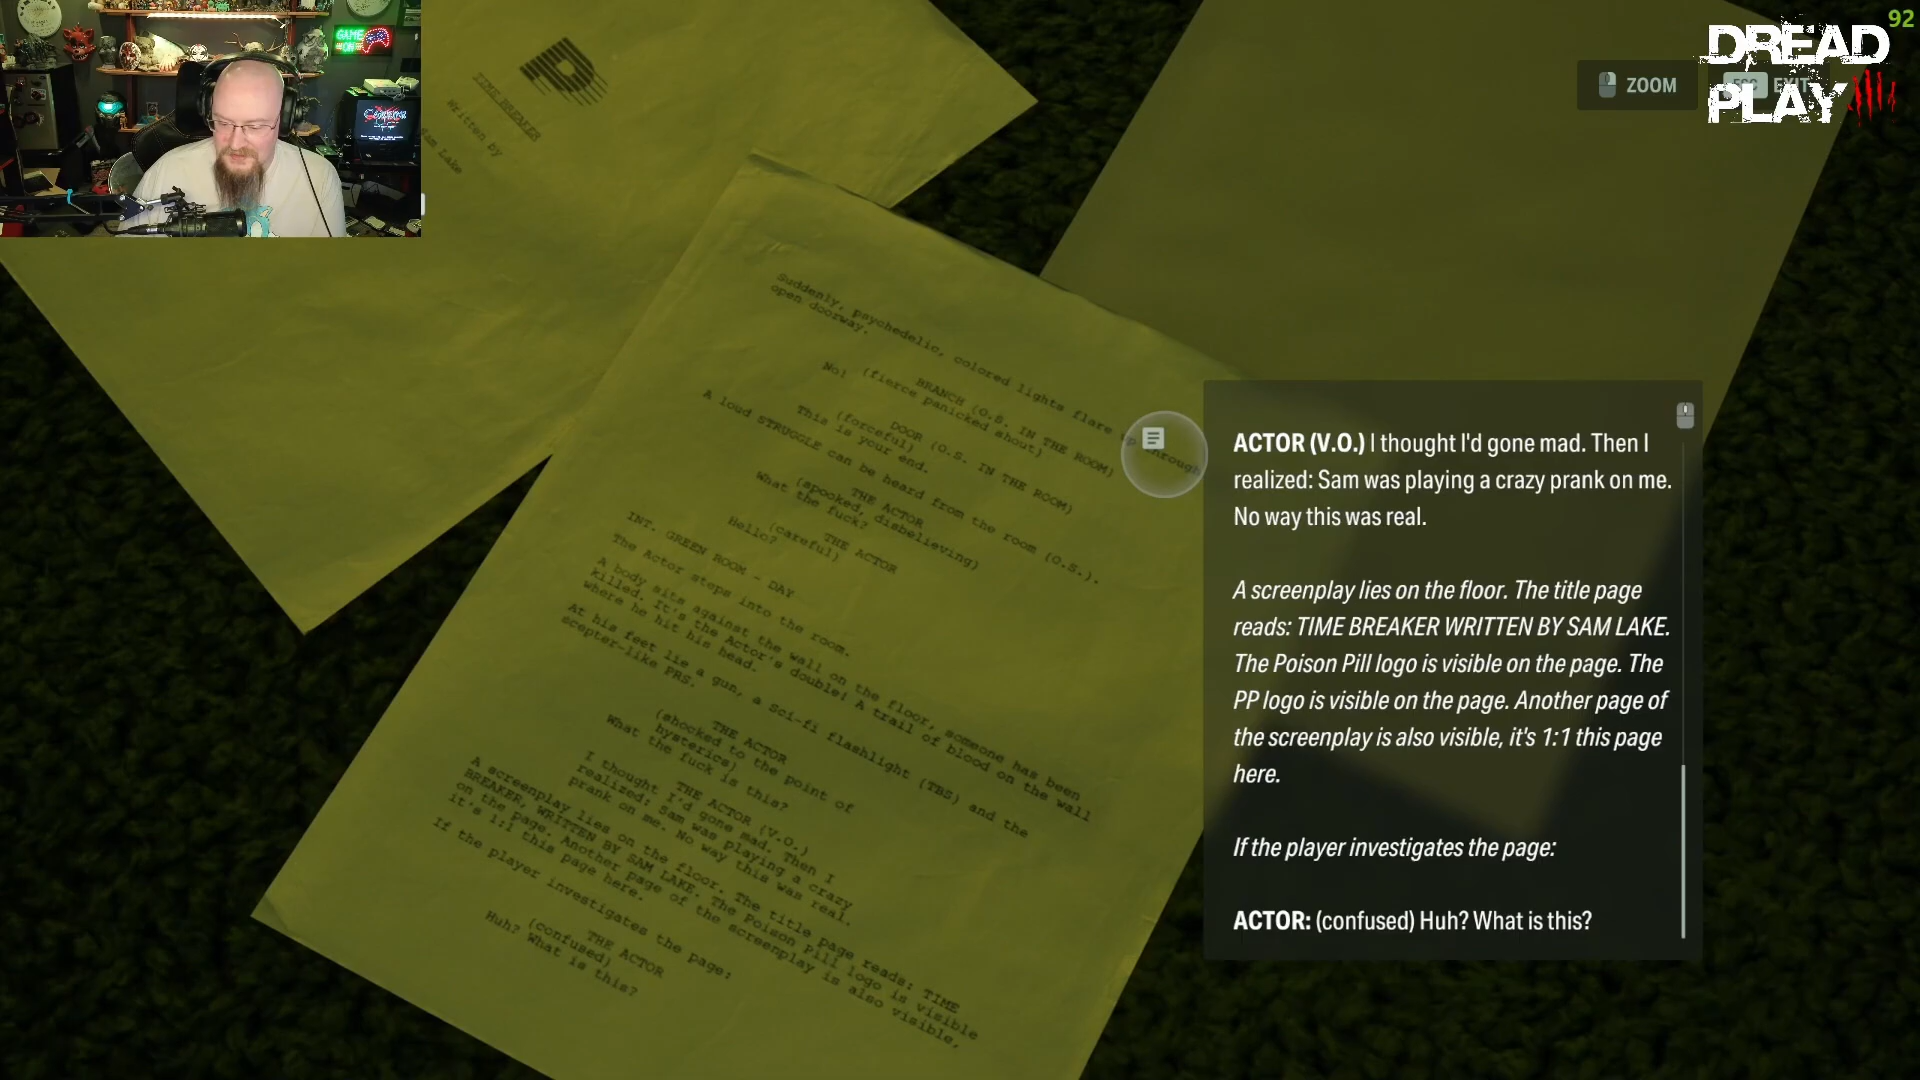 GAME
ON
92
DREAD
PLAY
ZOOM
ESC EXIT
P
TIME BREAKER
Written by
Sam Lake
Suddenly, psychedelic, colored lights flare up through
open doorway.
BRANCH (O.S. IN THE ROOM)
(fierce panicked about)
No!
DOOR (O.S. IN THE ROOM)
(forceful)
This is your end.
A loud STRUGGLE can be heard from the room (O.S.).
THE ACTOR
(spooked, disbelieving)
What the fuck?
THE ACTOR
(careful)
Hello?
INT. GREEN ROOM - DAY
The Actor steps into the room.
A body sits against the wall on the floor, someone has been
killed. It's the Actor's double! A trail of blood on the wall
where he hit his head.
At his feet lie a gun, a Sci-fi flashlight (TBS) and the
scepter-like PRS.
THE ACTOR
(shocked to the point of
hysterics)
What the fuck is this?
THE ACTOR (V.O.)
I thought I'd gone mad. Then I
realized: Sam was playing a crazy
prank on me. No way this was real.
A screenplay lies on the floor. The title page reads: TIME
BREAKER, WRITTEN BY SAM LAKE. The Poison Pill logo is visible
on the page. Another page of the screenplay is also visible,
it's 1:1 this page here.
If the player investigates the page:
THE ACTOR
(confused)
Huh? What is this?
ACTOR (V.O.) I thought I'd gone mad. Then I
realized: Sam was playing a crazy prank on me.
No way this was real.
A screenplay lies on the floor. The title page
reads: TIME BREAKER WRITTEN BY SAM LAKE.
The Poison Pill logo is visible on the page. The
PP logo is visible on the page. Another page of
the screenplay is also visible, it's 1:1 this page
here.
If the player investigates the page:
ACTOR: (confused) Huh? What is this?